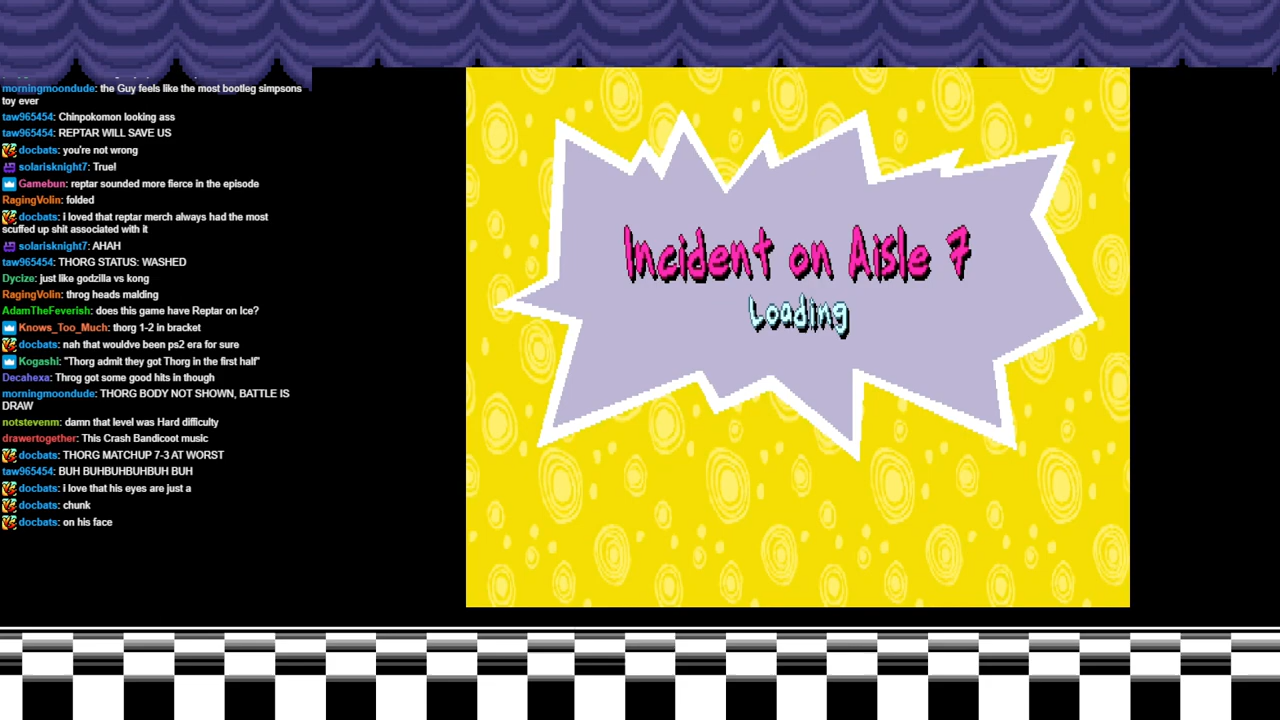 morningmoondude: the Guy feels like the most bootleg simpsons
toy ever
taw965454: Chinpokomon looking ass
taw965454: REPTAR WILL SAVE US
docbats: you're not wrong
solarisknight7: True!
Gamebun: reptar sounded more fierce in the episode
RagingVolin: folded
docbats: i loved that reptar merch always had the most
scuffed up shit associated with it
solarisknight7: AHAH
taw965454: THORG STATUS: WASHED
Dycize: just like godzilla vs kong
RagingVolin: throg heads malding
AdamTheFeverish: does this game have Reptar on Ice?
Knows_Too_Much: thorg 1-2 in bracket
docbats: nah that wouldve been ps2 era for sure
Kogashi: "Thorg admit they got Thorg in the first half"
Decahexa: Throg got some good hits in though
morningmoondude: THORG BODY NOT SHOWN, BATTLE IS
DRAW
notstevenm: damn that level was Hard difficulty
drawertogether: This Crash Bandicoot music
docbats: THORG MATCHUP 7-3 AT WORST
taw965454: BUH BUHBUHBUHBUH BUH
docbats: i love that his eyes are just a
docbats: chunk
docbats: on his face
Incident on Aisle 7
Loading